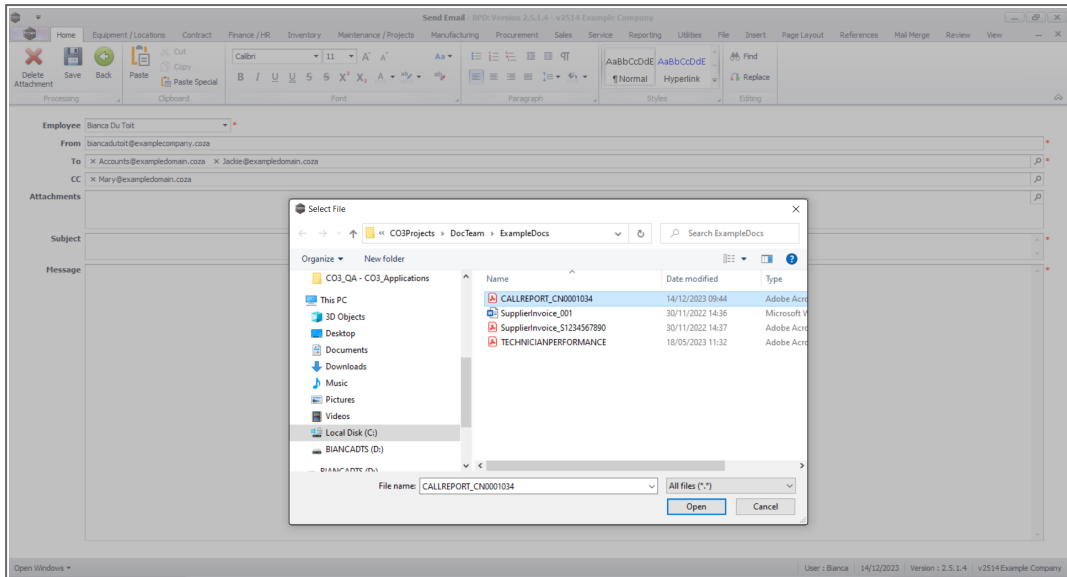 Send Email - BPO: Version 2.5.1.4 - v2514 Example Company
Home Equipment / Locations Contract Finance / HR Inventory Maintenance / Projects Manufacturing Procurement Sales Service Reporting Utilities File Insert Page Layout References Mail Merge Review View
Delete Attachment
Save
Back
Paste
Cut
Copy
Paste Special
Calibri 11
AaBbCcDdE AaBbCcDdE
¶ Normal Hyperlink
Find
Replace
Processing Clipboard Font Paragraph Styles Editing
Employee Bianca Du Toit *
From biancadutoit@examplecompany.coza *
To × Accounts@exampledomain.coza × Jackie@exampledomain.coza *
CC × Mary@exampledomain.coza
Attachments
Subject *
Message *
Select File
« CO3Projects › DocTeam › ExampleDocs
Search ExampleDocs
Organize New folder
CO3_QA - CO3_Applications
This PC
3D Objects
Desktop
Documents
Downloads
Music
Pictures
Videos
Local Disk (C:)
BIANCADTS (D:)
BIANCADTS (D:)
Name Date modified Type
CALLREPORT_CN0001034 14/12/2023 09:44 Adobe Acro
SupplierInvoice_001 30/11/2022 14:36 Microsoft W
SupplierInvoice_S1234567890 30/11/2022 14:37 Adobe Acro
TECHNICIANPERFORMANCE 18/05/2023 11:32 Adobe Acro
File name: CALLREPORT_CN0001034 All files (*.*)
Open Cancel
Open Windows
User : Bianca 14/12/2023 Version : 2.5.1.4 v2514 Example Company